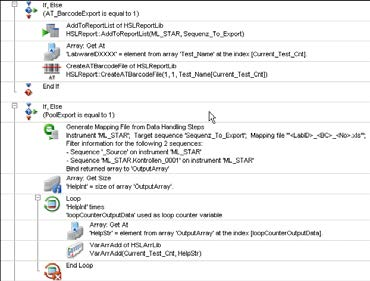 If, Else
(AT_BarcodeExport is equal to 1)
AddToReportList of HSLReportLib
HSLReport::AddToReportList(ML_STAR, Sequenz_To_Export)
Array: Get At
'LabwareIDXXXX' = element from array 'Test_Name' at the index [Current_Test_Cnt]
CreateATBarcodeFile of HSLReportLib
HSLReport::CreateATBarcodeFile(1, 1, Test_Name[Current_Test_Cnt])
AT
End If
If, Else
(PoolExport is equal to 1)
Generate Mapping File from Data Handling Steps
Instrument 'ML_STAR'; Target sequence 'Sequenz_To_Export'; Mapping file '"<LabID>_<BC>_<No>.xls"';
Filter information for the following 2 sequences:
- Sequence '_Source' on instrument 'ML_STAR'
- Sequence 'ML_STAR.Kontrollen_0001' on instrument 'ML_STAR'
Bind returned array to 'OutputArray'
Array: Get Size
'HelpInt' = size of array 'OutputArray'.
Loop
'HelpInt' times
'loopCounterOutputData' used as loop counter variable
Array: Get At
'HelpStr' = element from array 'OutputArray' at the index [loopCounterOutputData].
VarArrAdd of HSLArrLib
VarArrAdd(Current_Test_Cnt, HelpStr)
End Loop